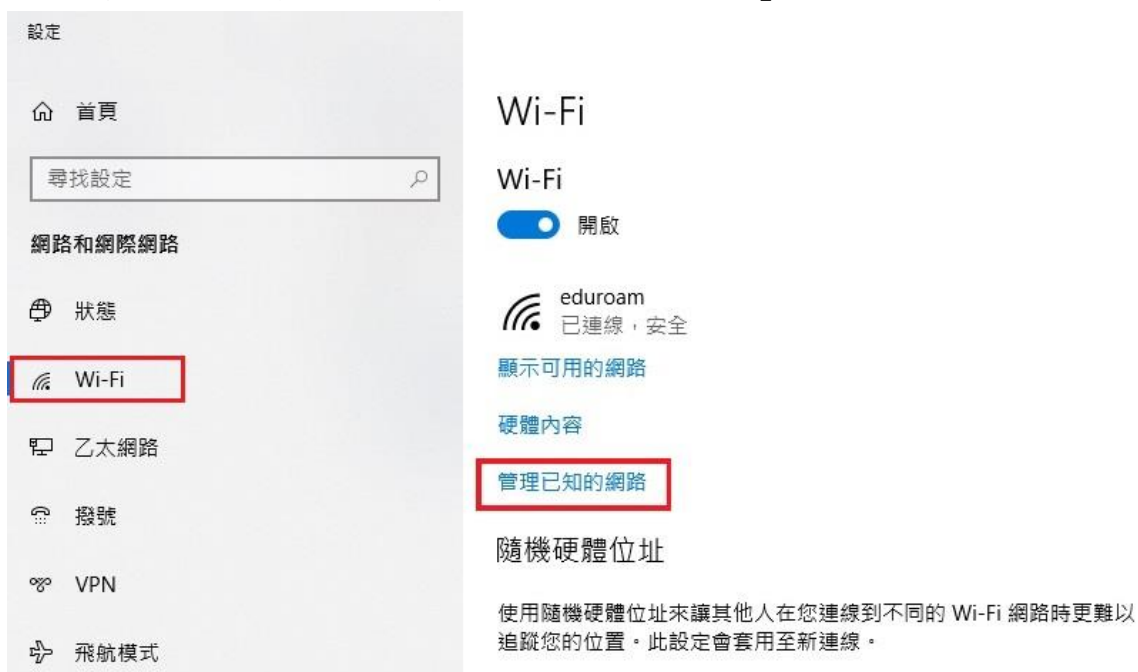 設定
首頁
尋找設定
網路和網際網路
狀態
Wi-Fi
乙太網路
撥號
VPN
飛航模式
Wi-Fi
Wi-Fi
開啟
eduroam
已連線，安全
顯示可用的網路
硬體內容
管理已知的網路
隨機硬體位址
使用隨機硬體位址來讓其他人在您連線到不同的 Wi-Fi 網路時更難以
追蹤您的位置。此設定會套用至新連線。